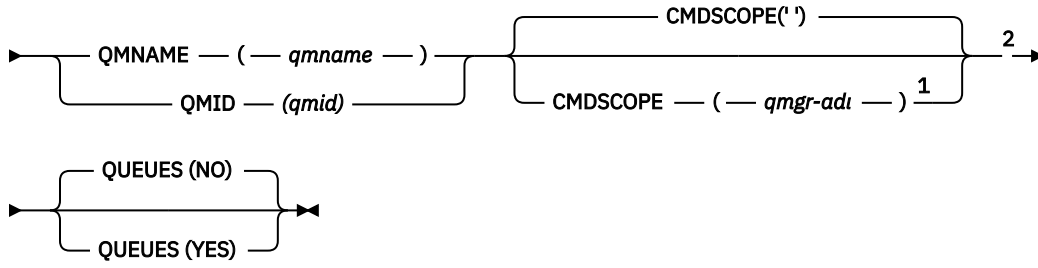 CMDSCOPE(' ')
QMNAME ( qmname ) 2
QMID (qmid) CMDSCOPE ( qmgr-adı ) 1
QUEUES (NO)
QUEUES (YES)